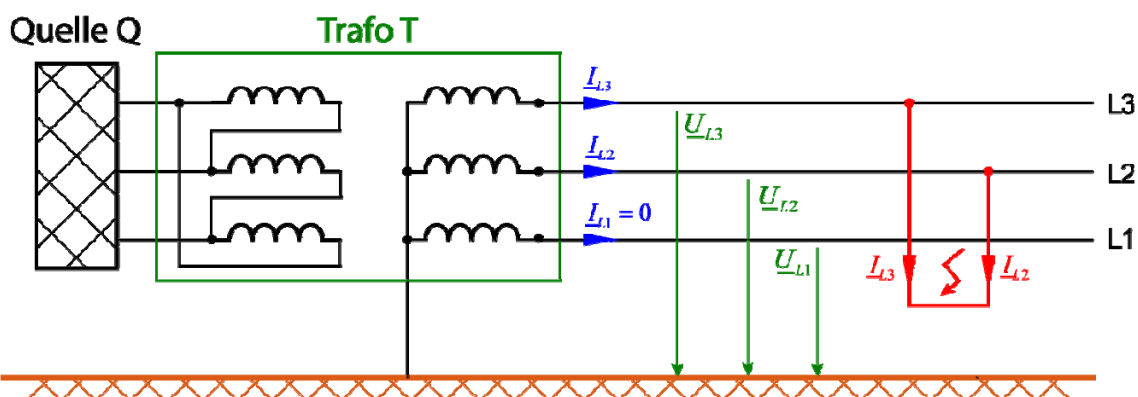 Quelle Q
Trafo T
I_L3
L3
U_L3
I_L2
L2
U_L2
I_L1 = 0
L1
U_L1
I_L3
I_L2